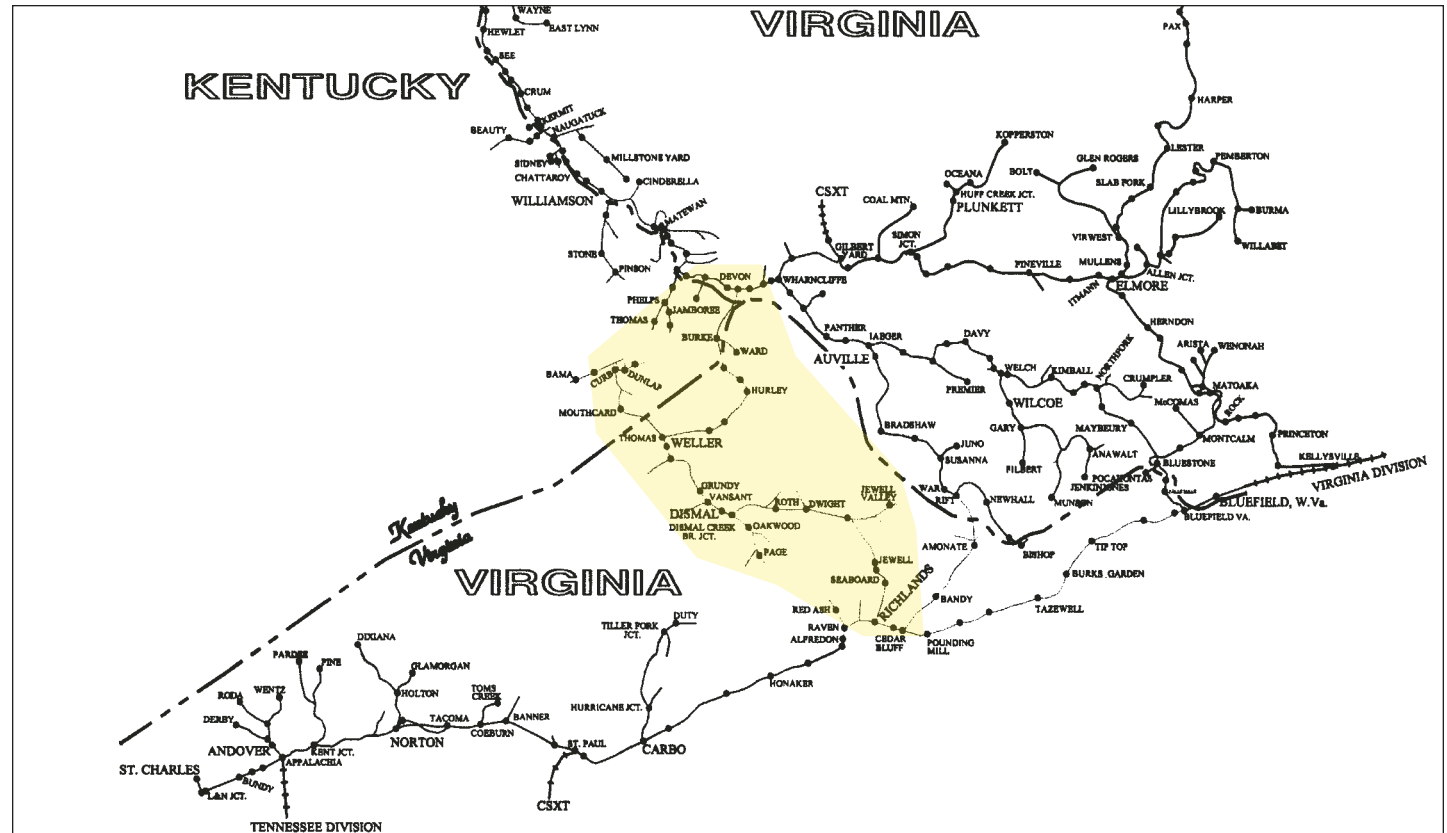 WAYNE
EAST LYNN
HEWLET
VIRGINIA
PAX
BEE
KENTUCKY
CRUM
HARPER
KERMIT
NAUGATUCK
BEAUTY
KOPPERSTON
LESTER
SIDNEY
MILLSTONE YARD
GLEN ROGERS
PEMBERTON
CHATTAROY
CINDERELLA
BOLT
OCEANA
SLAB FORK
CSXT
HUFF CREEK JCT.
WILLIAMSON
COAL MTN.
PLUNKETT
MATEWAN
LILLYBROOK
BURMA
VIRWEST
SIMON
JCT.
GILBERT
YARD
WILLABET
STONE
PINSON
PINEVILLE
MULLENS
ALLEN JCT.
DEVON
WHARNCLIFFE
ITMANN
ELMORE
PHELPS
JAMBOREE
THOMAS
HERNDON
PANTHER
IAEGER
DAVY
BURKE
WARD
AUVILLE
ARISTA
WENONAH
BAMA
CURB
DUNLAP
WELCH
KIMBALL
NORTHFORK
CRUMPLER
PREMIER
MATOAKA
HURLEY
WILCOE
McCOMAS
ROCK
MOUTHCARD
THOMAS
WELLER
BRADSHAW
GARY
MAYBEURY
MONTCALM
PRINCETON
JUNO
SUSANNA
ANAWALT
FILBERT
BLUESTONE
KELLYSVILLE
VIRGINIA DIVISION
POCAHONTAS
JENKINJONES
GRUNDY
VANSANT
JEWELL
VALLEY
WAR
RIFT
NEWHALL
MUNSON
BLUEFIELD, W.Va.
ROTH
DWIGHT
DISMAL
DISMAL CREEK
BR. JCT.
OAKWOOD
BLUEFIELD VA.
Kentucky
Virginia
PAGE
AMONATE
BISHOP
TIP TOP
JEWELL
SEABOARD
RICHLANDS
BURKS GARDEN
VIRGINIA
BANDY
TAZEWELL
RED ASH
RAVEN
ALFREDON
CEDAR
BLUFF
POUNDING
MILL
DUTY
TILLER FORK
JCT.
DIXIANA
PARDEE
PINE
GLAMORGAN
HONAKER
RODA
WENTZ
HOLTON
TOMS
CREEK
HURRICANE JCT.
DERBY
TACOMA
BANNER
COEBURN
NORTON
ANDOVER
KENT JCT.
ST. PAUL
CARBO
APPALACHIA
ST. CHARLES
BUNDY
L&N JCT.
CSXT
TENNESSEE DIVISION